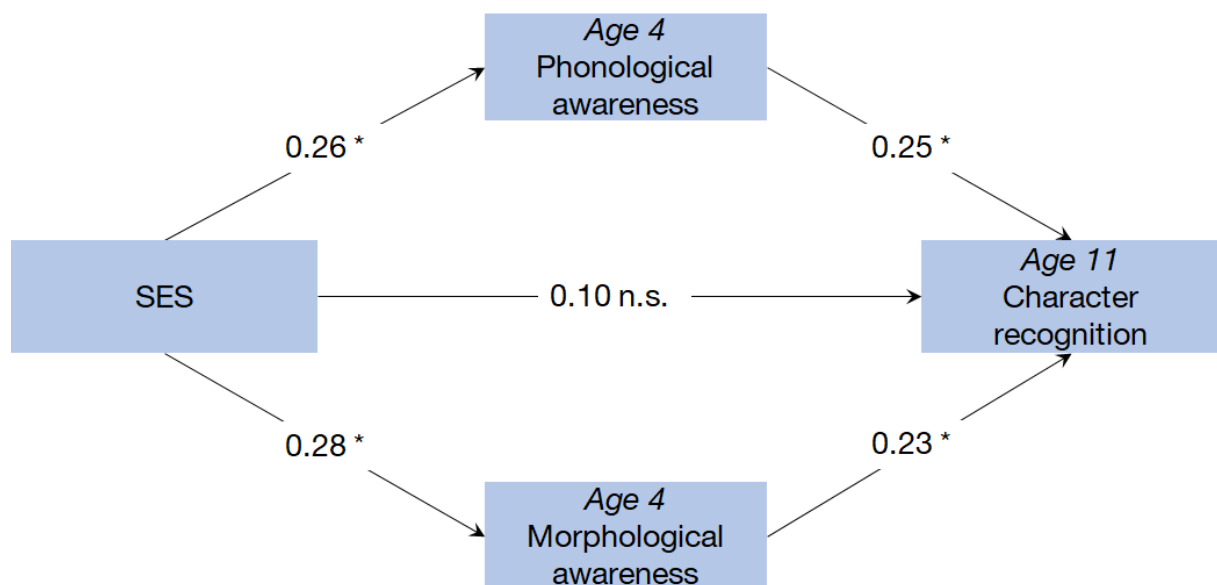 Age 4
Phonological
awareness
0.26 *
0.25 *
SES
0.10 n.s.
Age 11
Character
recognition
0.28 *
0.23 *
Age 4
Morphological
awareness